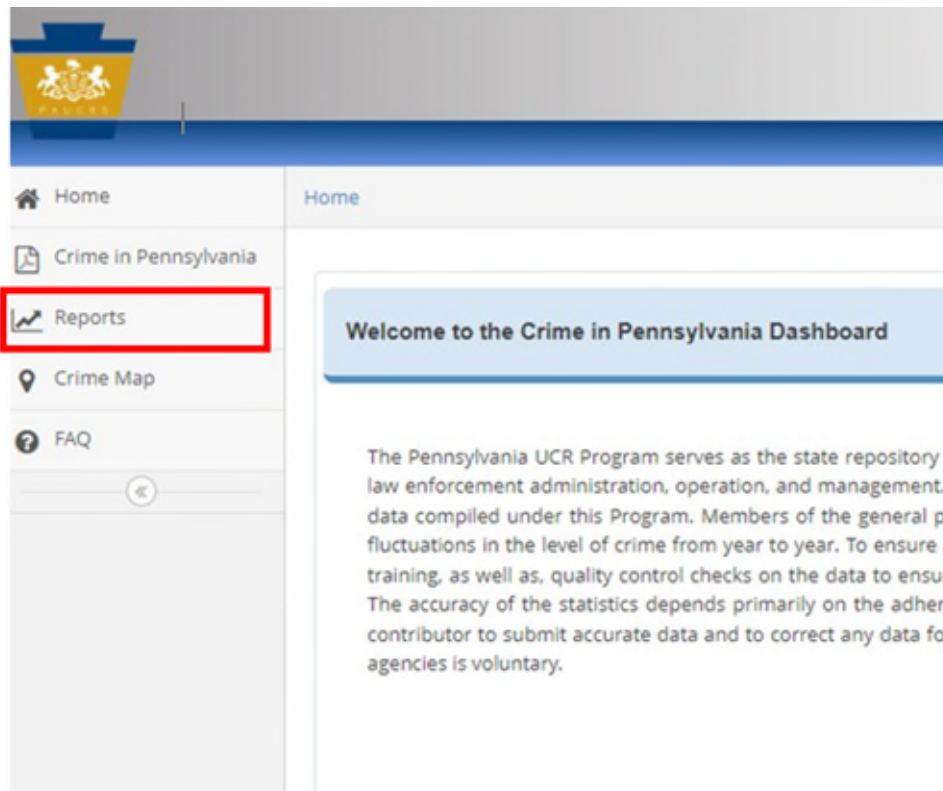 PAUCRS
Home
Crime in Pennsylvania
Reports
Crime Map
FAQ
Home
Welcome to the Crime in Pennsylvania Dashboard
The Pennsylvania UCR Program serves as the state repository
law enforcement administration, operation, and management.
data compiled under this Program. Members of the general p
fluctuations in the level of crime from year to year. To ensure
training, as well as, quality control checks on the data to ensu
The accuracy of the statistics depends primarily on the adher
contributor to submit accurate data and to correct any data fo
agencies is voluntary.